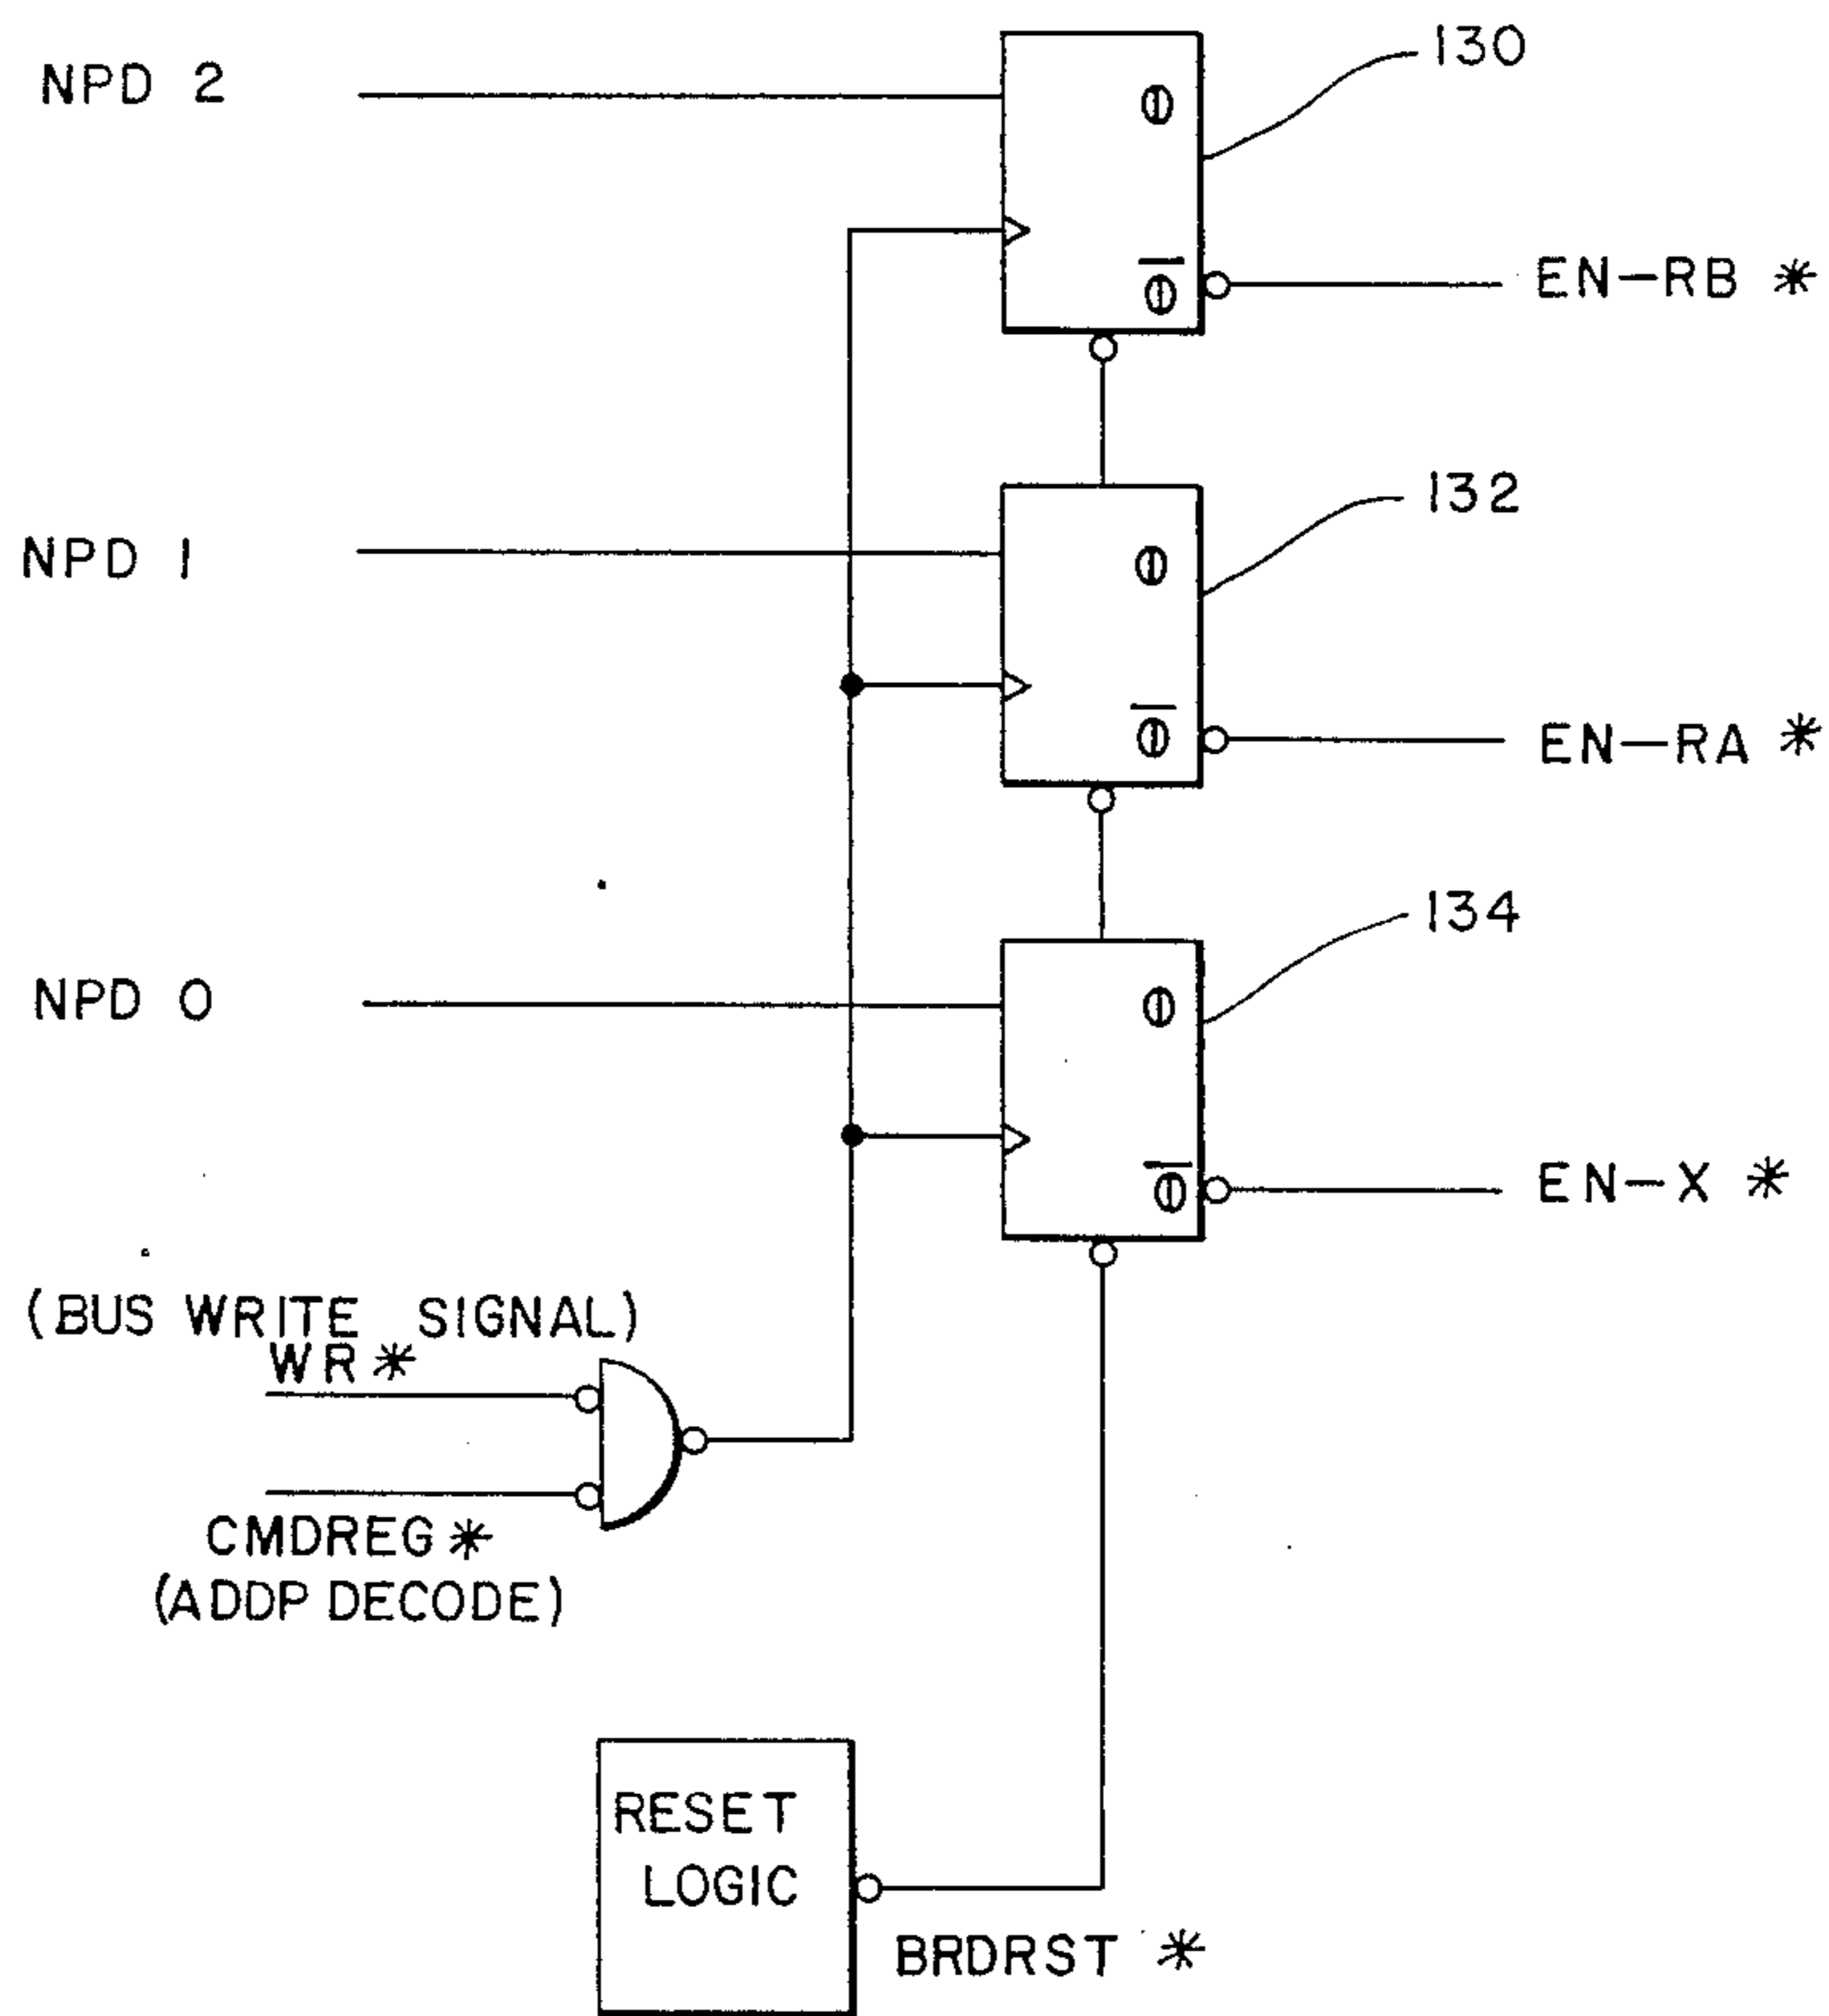 NPD 2
Φ
130
Φ̅
EN-RB *
NPD 1
Φ
132
Φ̅
EN-RA *
NPD 0
Φ
134
Φ̅
EN-X *
(BUS WRITE SIGNAL)
WR *
CMDREG *
(ADDP DECODE)
RESET
LOGIC
BRDRST *